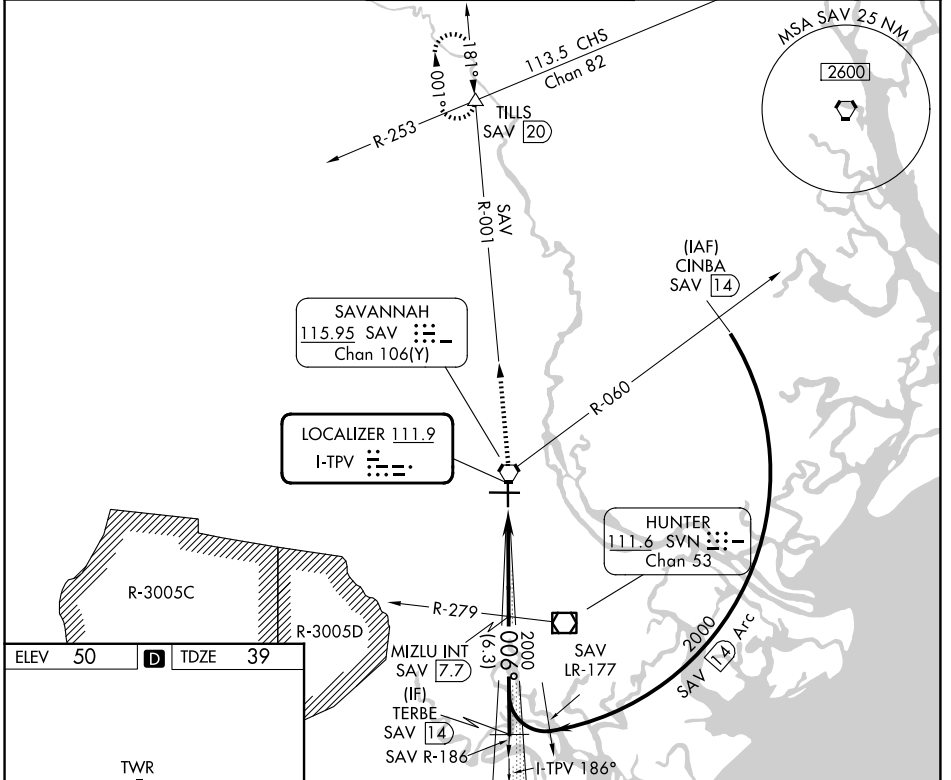 MSA SAV 25 NM
2600
181°
001°
113.5 CHS
Chan 82
TILLS
SAV 20
R-253
SAV
R-001
(IAF)
CINBA
SAV 14
R-060
SAVANNAH
115.95 SAV
Chan 106(Y)
LOCALIZER 111.9
I-TPV
HUNTER
111.6 SVN
Chan 53
R-3005C
R-3005D
R-279
MIZLU INT
SAV 7.7
2000
006°
(6.3)
SAV
LR-177
2000
SAV 14 Arc
(IF)
TERBE
SAV 14
SAV R-186
I-TPV 186°
ELEV 50 D TDZE 39
TWR